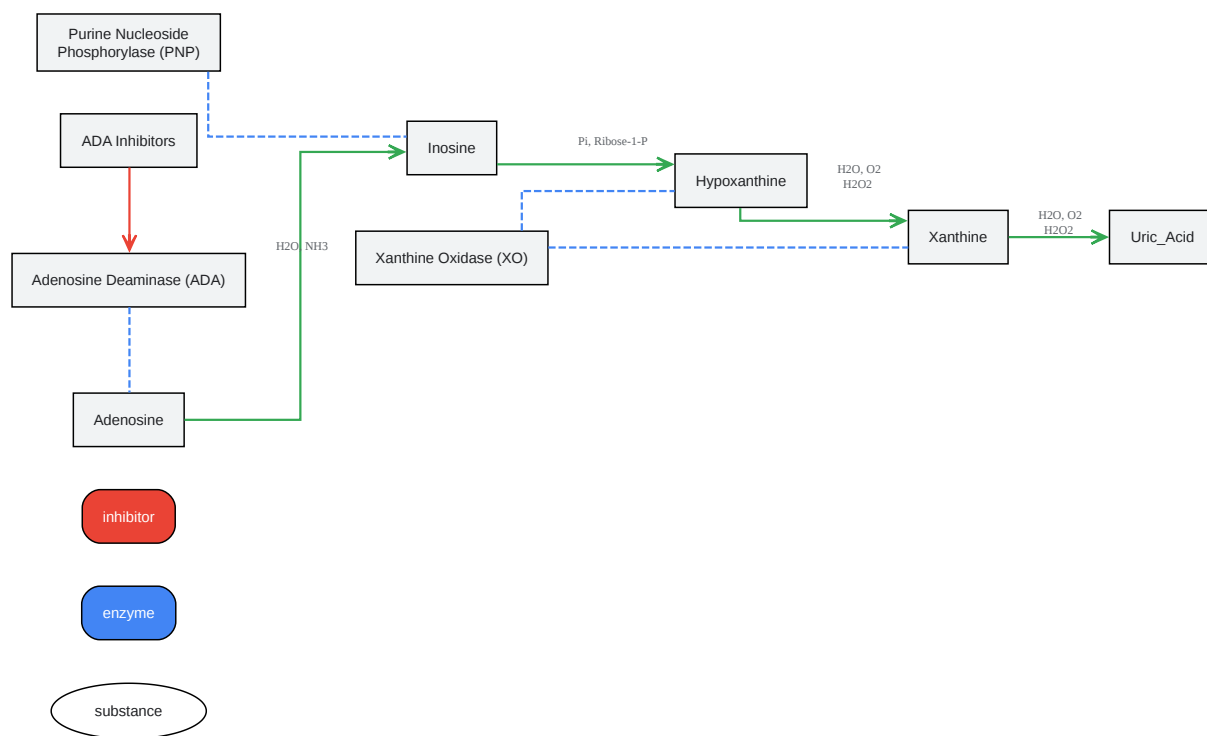 Purine Nucleoside
Phosphorylase (PNP)
ADA Inhibitors
Inosine
Pi, Ribose-1-P
Hypoxanthine
H2O, O2
H2O2
H2O, O2
H2O2
Xanthine
Uric_Acid
H2O, NH3
Xanthine Oxidase (XO)
Adenosine Deaminase (ADA)
Adenosine
inhibitor
enzyme
substance